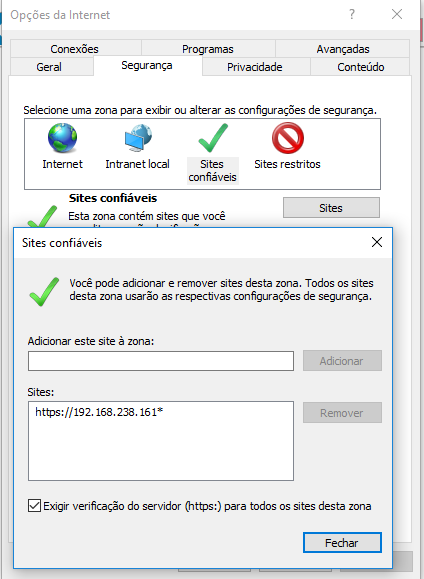 Opções da Internet
?
Conexões
Programas
Avançadas
Geral
Segurança
Privacidade
Conteúdo
Selecione uma zona para exibir ou alterar as configurações de segurança.
Internet
Intranet local
Sites confiáveis
Sites restritos
Sites confiáveis
Esta zona contém sites que você
Sites
Sites confiáveis
Você pode adicionar e remover sites desta zona. Todos os sites
desta zona usarão as respectivas configurações de segurança.
Adicionar este site à zona:
Adicionar
Sites:
https://192.168.238.161*
Remover
Exigir verificação do servidor (https:) para todos os sites desta zona
Fechar